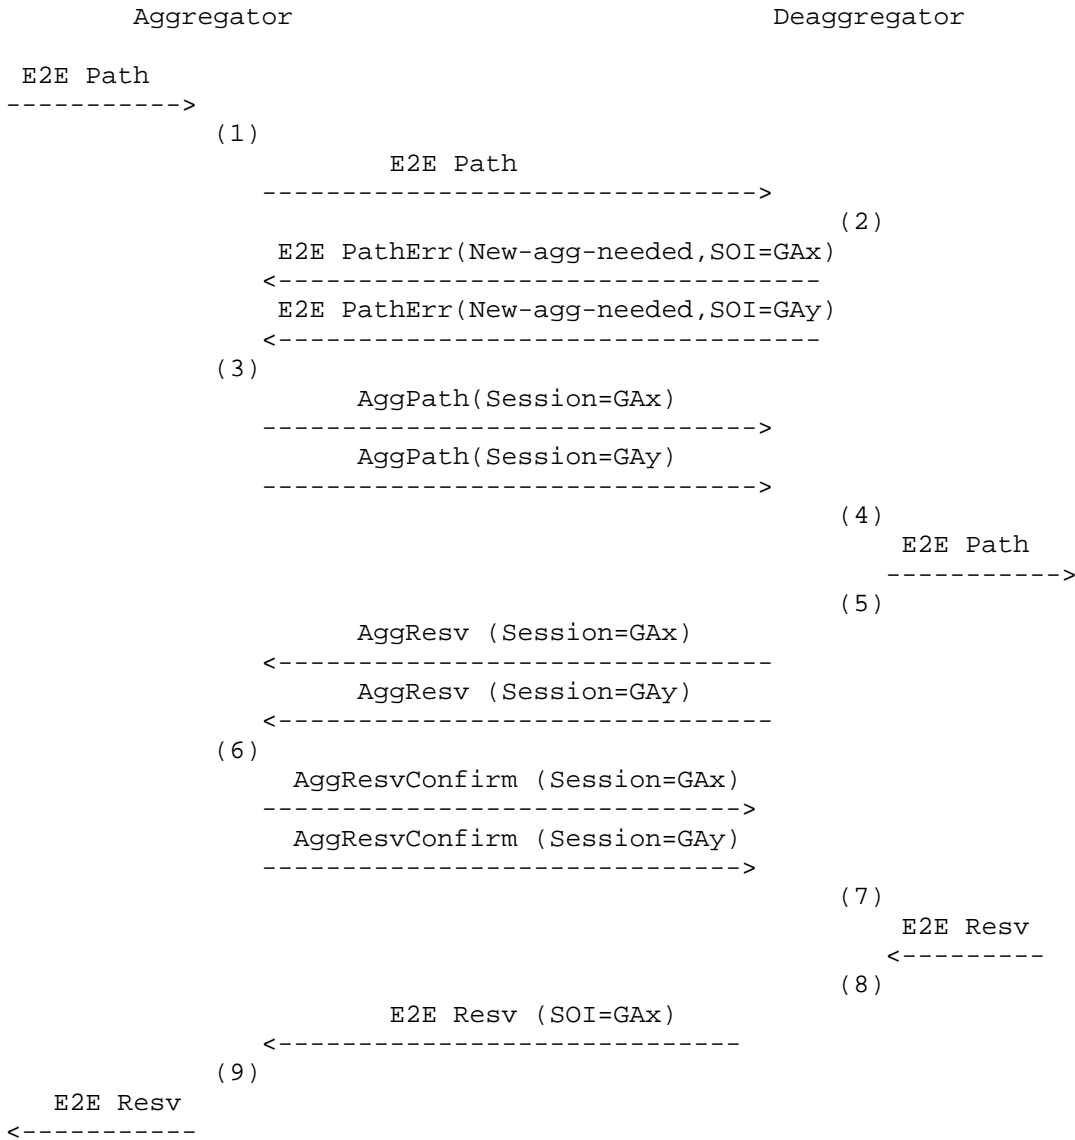 Aggregator Deaggregator
E2E Path
----------->
(1)
E2E Path
------------------------------->
(2)
E2E PathErr(New-agg-needed,SOI=GAx)
<----------------------------------
E2E PathErr(New-agg-needed,SOI=GAy)
<----------------------------------
(3)
AggPath(Session=GAx)
------------------------------->
AggPath(Session=GAy)
------------------------------->
(4)
E2E Path
----------->
(5)
AggResv (Session=GAx)
<-------------------------------
AggResv (Session=GAy)
<-------------------------------
(6)
AggResvConfirm (Session=GAx)
------------------------------>
AggResvConfirm (Session=GAy)
------------------------------>
(7)
E2E Resv
<----------
(8)
E2E Resv (SOI=GAx)
<-----------------------------
(9)
E2E Resv
<-----------